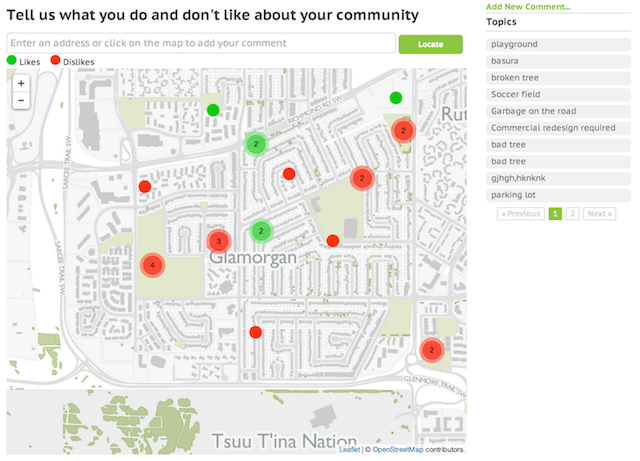 Tell us what you do and don't like about your community
Enter an address or click on the map to add your comment
Locate
Likes Dislikes
+
−
SARCEE TRAIL SW
RICHMOND RD SW
Rut
2
2
2
3
2
4
Glamorgan
SARCEE TRAIL SW
2
GLENMORE TRAIL SW
Tsuu T'ina Nation
Leaflet | © OpenStreetMap contributors
Add New Comment...
Topics
playground
basura
broken tree
Soccer field
Garbage on the road
Commercial redesign required
bad tree
bad tree
gjhgh,hknknk
parking lot
« Previous 1 2 Next »